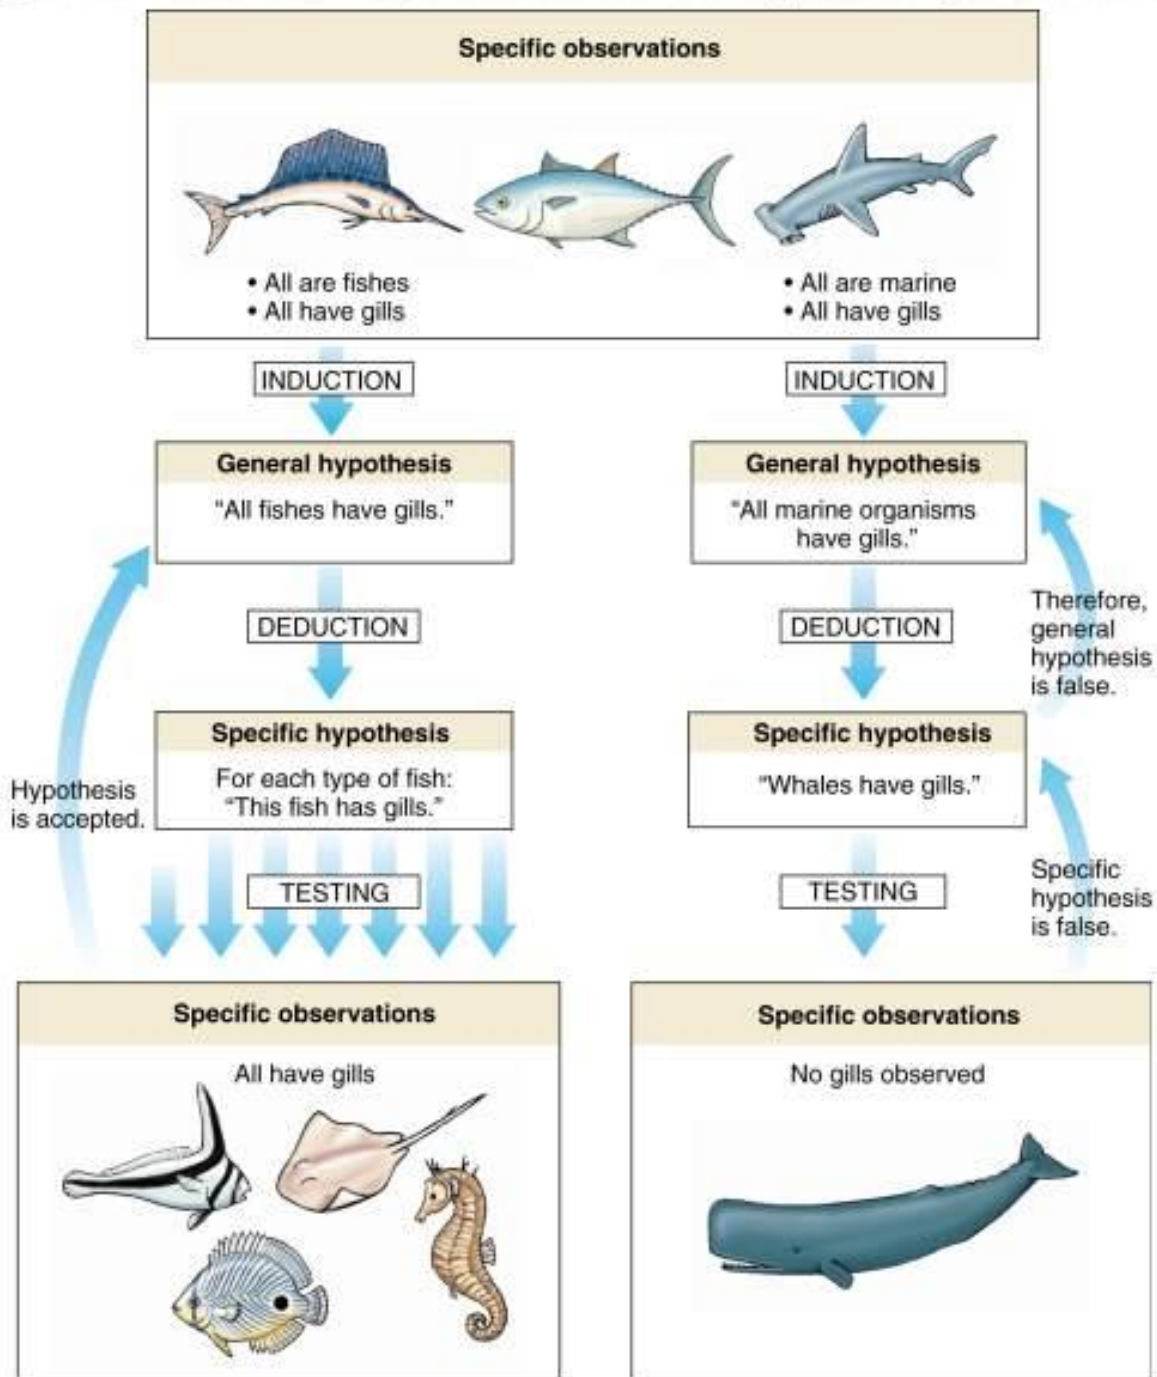 Specific observations
• All are fishes
• All have gills
• All are marine
• All have gills
INDUCTION
INDUCTION
General hypothesis
“All fishes have gills.”
General hypothesis
“All marine organisms
have gills.”
DEDUCTION
DEDUCTION
Therefore,
general
hypothesis
is false.
Specific hypothesis
For each type of fish:
“This fish has gills.”
Specific hypothesis
“Whales have gills.”
Hypothesis
is accepted.
TESTING
TESTING
Specific
hypothesis
is false.
Specific observations
All have gills
Specific observations
No gills observed